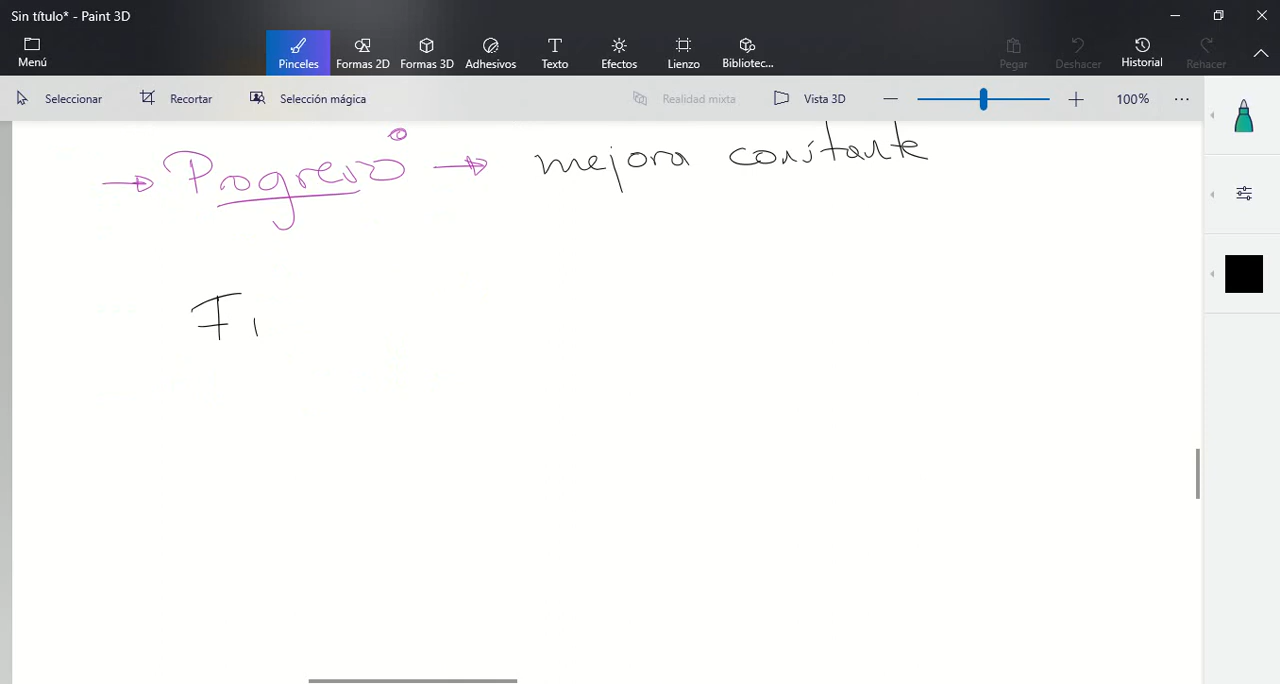 Sin título* - Paint 3D
Menú
Pinceles
Formas 2D
Formas 3D
Adhesivos
Texto
Efectos
Lienzo
Bibliotec...
Pegar
Deshacer
Historial
Rehacer
Seleccionar
Recortar
Selección mágica
Realidad mixta
Vista 3D
100%
→ Progreso → mejora constante